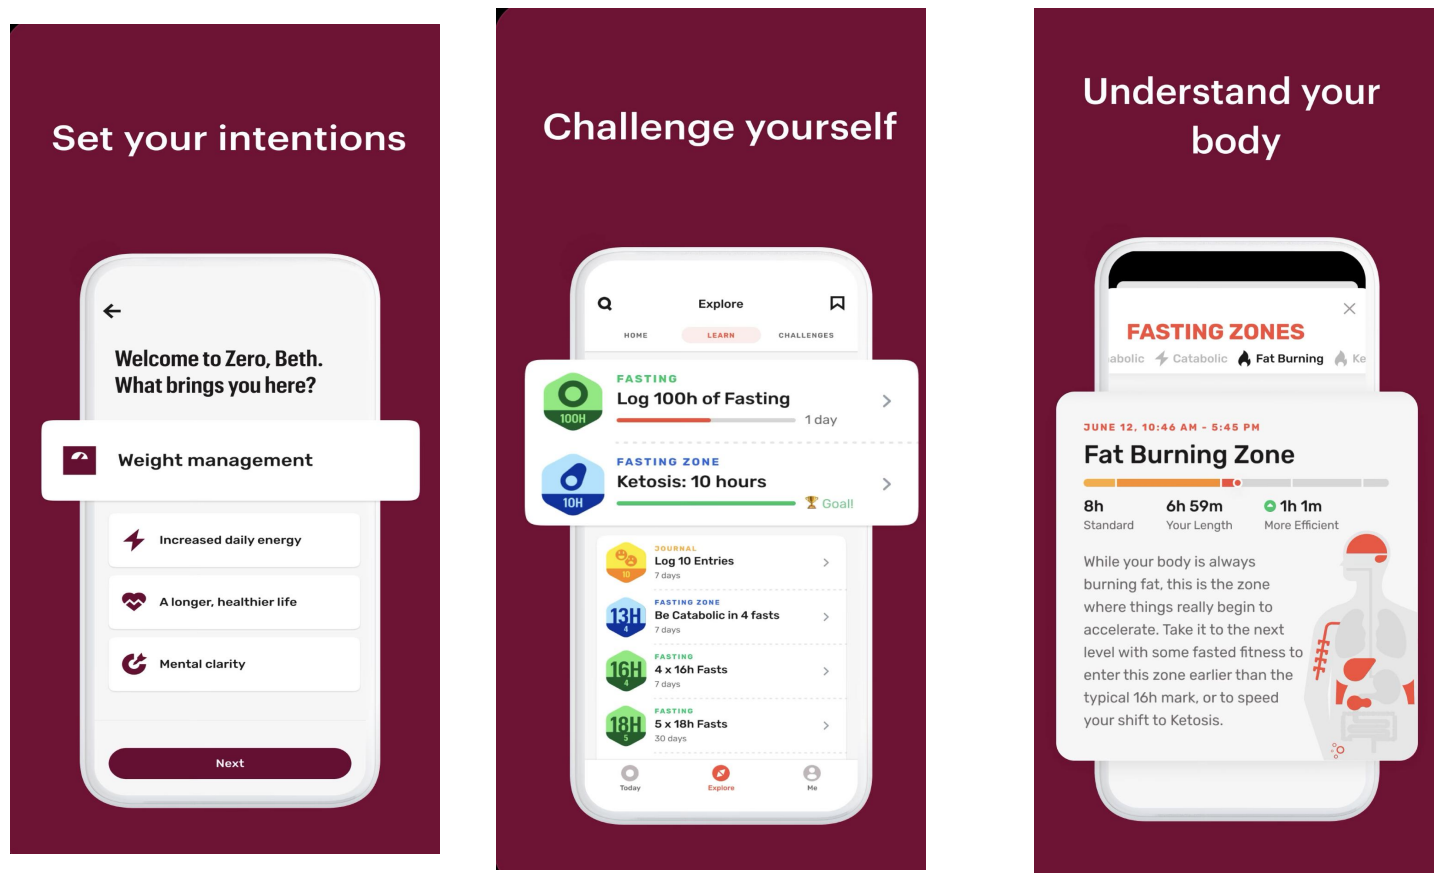 Set your intentions
Welcome to Zero, Beth.
What brings you here?
Weight management
Increased daily energy
A longer, healthier life
Mental clarity
Next
Challenge yourself
Explore
HOME LEARN CHALLENGES
FASTING
Log 100h of Fasting
100H
1 day
FASTING ZONE
Ketosis: 10 hours
10H
Goal!
JOURNAL
Log 10 Entries
10
7 days
FASTING ZONE
13H
Be Catabolic in 4 fasts
4
7 days
FASTING
16H
4 x 16h Fasts
4
7 days
FASTING
18H
5 x 18h Fasts
5
30 days
Today Explore Me
Understand your
body
FASTING ZONES
abolic Catabolic Fat Burning Ke
JUNE 12, 10:46 AM - 5:45 PM
Fat Burning Zone
8h 6h 59m 1h 1m
Standard Your Length More Efficient
While your body is always
burning fat, this is the zone
where things really begin to
accelerate. Take it to the next
level with some fasted fitness to
enter this zone earlier than the
typical 16h mark, or to speed
your shift to Ketosis.